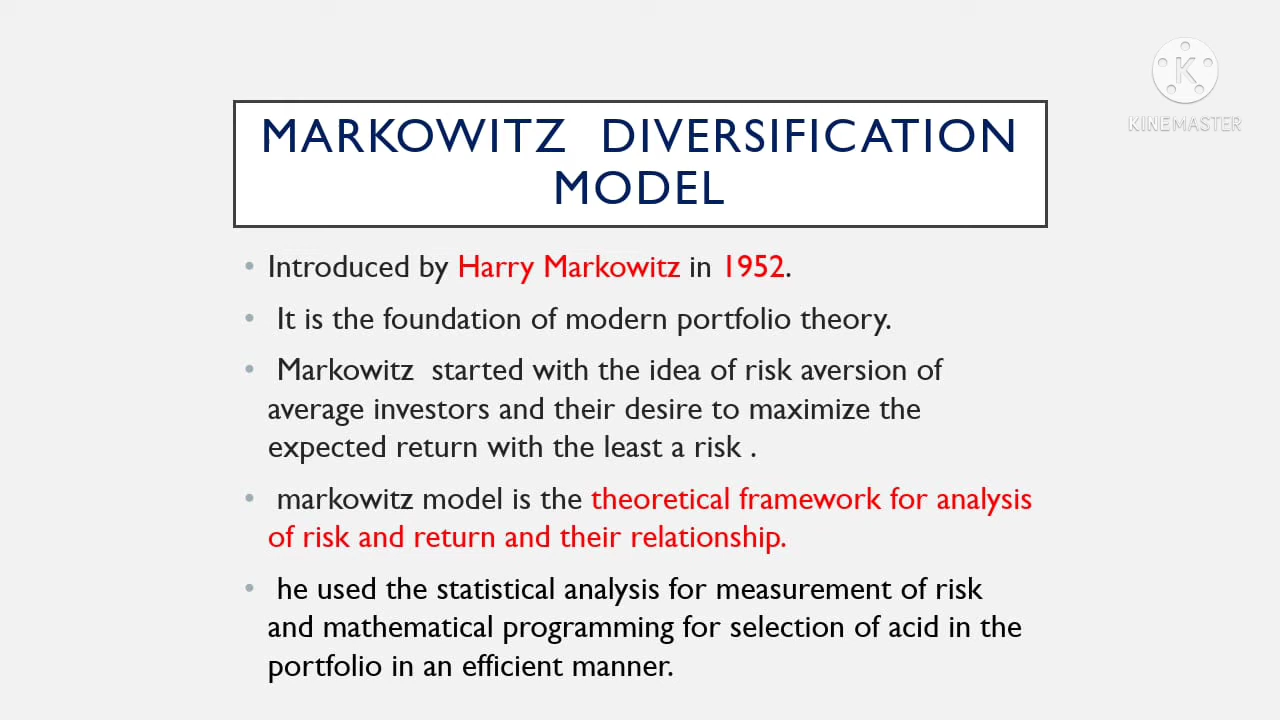 KINEMASTER
MARKOWITZ DIVERSIFICATION
MODEL
• Introduced by Harry Markowitz in 1952.
• It is the foundation of modern portfolio theory.
• Markowitz started with the idea of risk aversion of
average investors and their desire to maximize the
expected return with the least a risk .
• markowitz model is the theoretical framework for analysis
of risk and return and their relationship.
• he used the statistical analysis for measurement of risk
and mathematical programming for selection of acid in the
portfolio in an efficient manner.